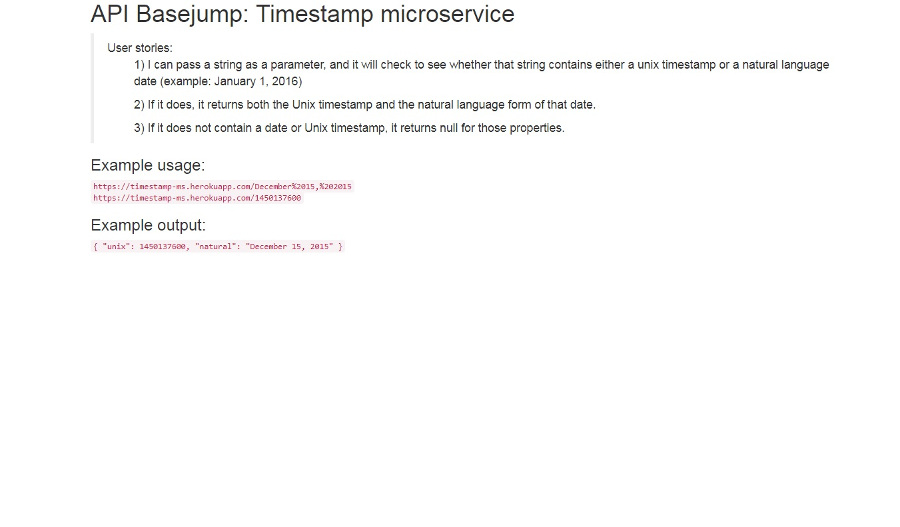 API Basejump: Timestamp microservice
User stories:
1) I can pass a string as a parameter, and it will check to see whether that string contains either a unix timestamp or a natural language
date (example: January 1, 2016)
2) If it does, it returns both the Unix timestamp and the natural language form of that date.
3) If it does not contain a date or Unix timestamp, it returns null for those properties.
Example usage:
https://timestamp-ms.herokuapp.com/December%2015,%202015
https://timestamp-ms.herokuapp.com/1450137600
Example output:
{ "unix": 1450137600, "natural": "December 15, 2015" }